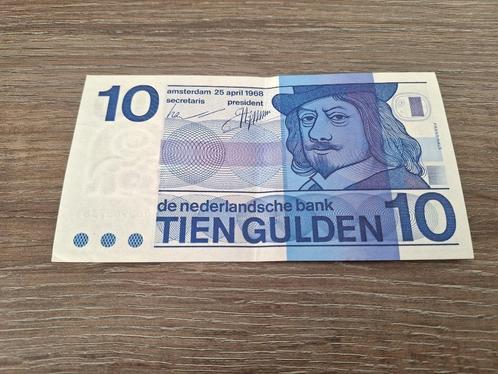 10
amsterdam 25 april 1968
secretaris president
de nederlandsche bank
TIEN GULDEN 10